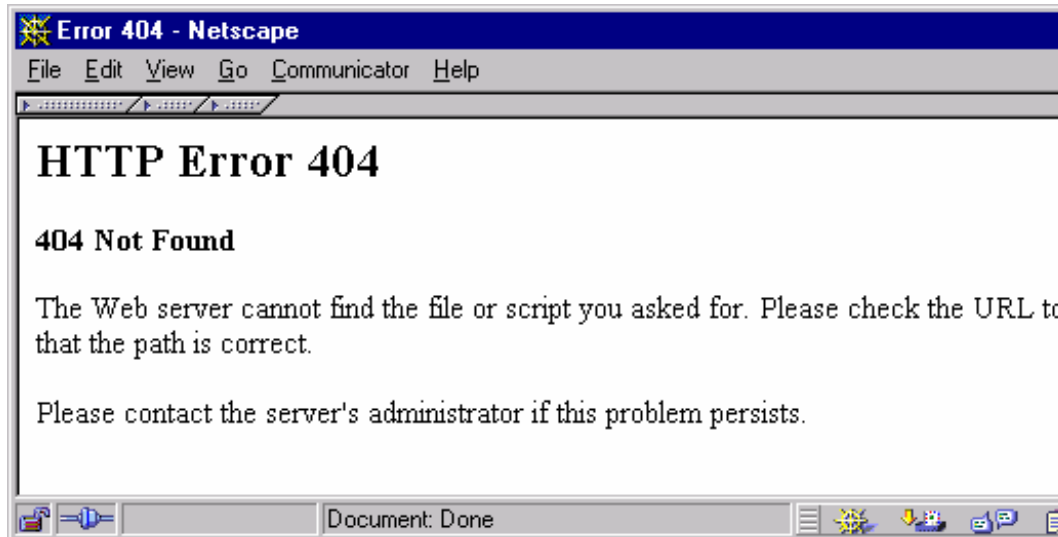 Error 404 - Netscape
File Edit View Go Communicator Help
HTTP Error 404
404 Not Found
The Web server cannot find the file or script you asked for. Please check the URL to
that the path is correct.
Please contact the server's administrator if this problem persists.
Document: Done